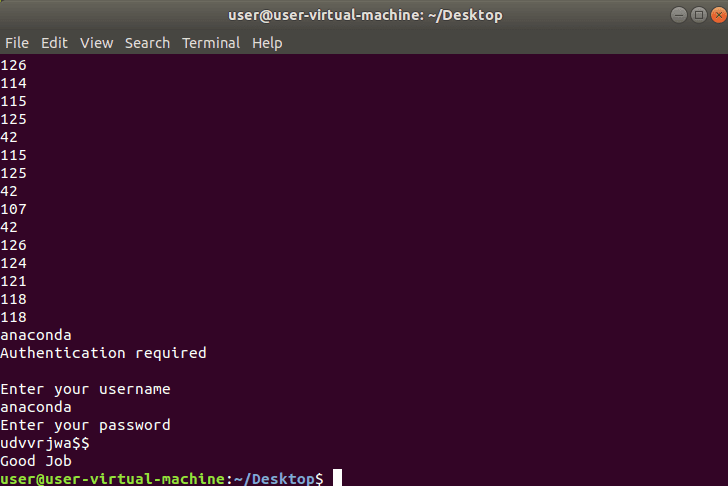 user@user-virtual-machine: ~/Desktop
File Edit View Search Terminal Help
126
114
115
125
42
115
125
42
107
42
126
124
121
118
118
anaconda
Authentication required
Enter your username
anaconda
Enter your password
udvvrjwa$$
Good Job
user@user-virtual-machine:~/Desktop$